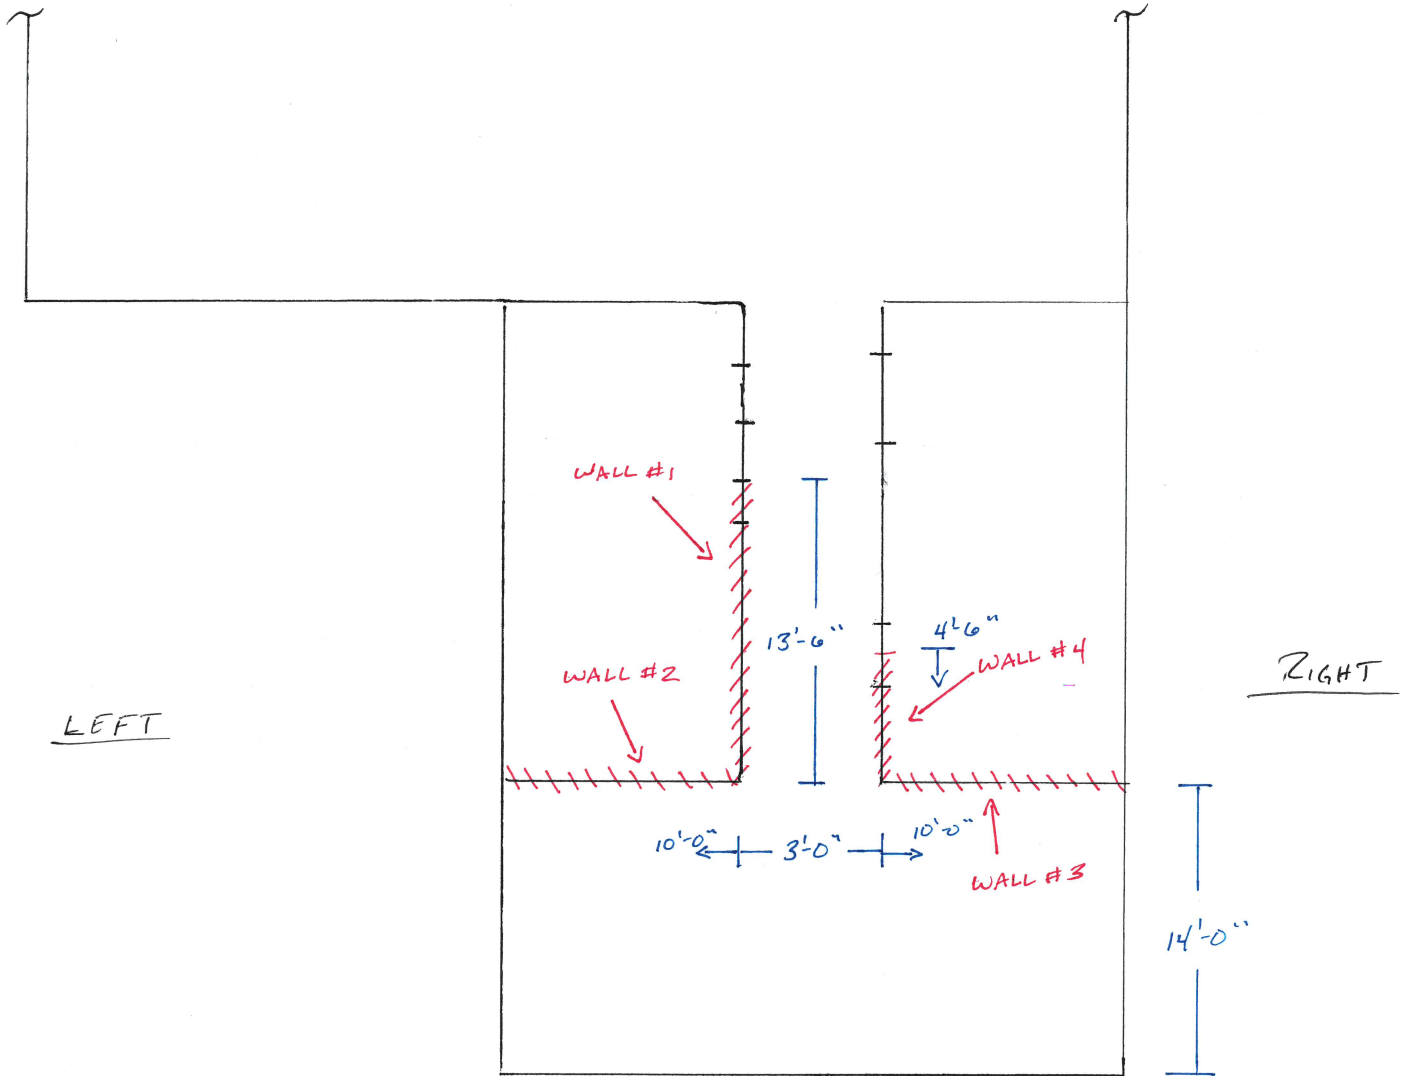 WALL #1
13'-6"
4'-6"
WALL #4
WALL #2
RIGHT
LEFT
10'-0"
3'-0"
10'-0"
WALL #3
14'-0"